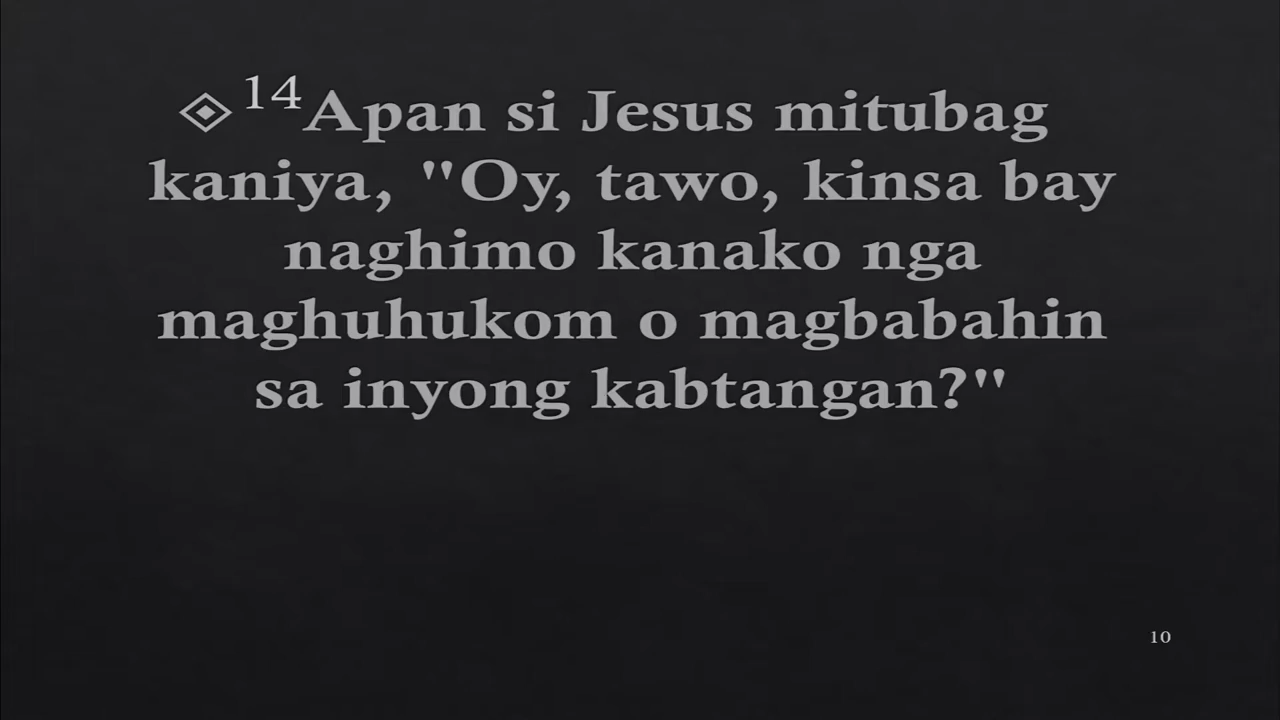 14Apan si Jesus mitubag
kaniya, "Oy, tawo, kinsa bay
naghimo kanako nga
maghuhukom o magbabahin
sa inyong kabtangan?"
10